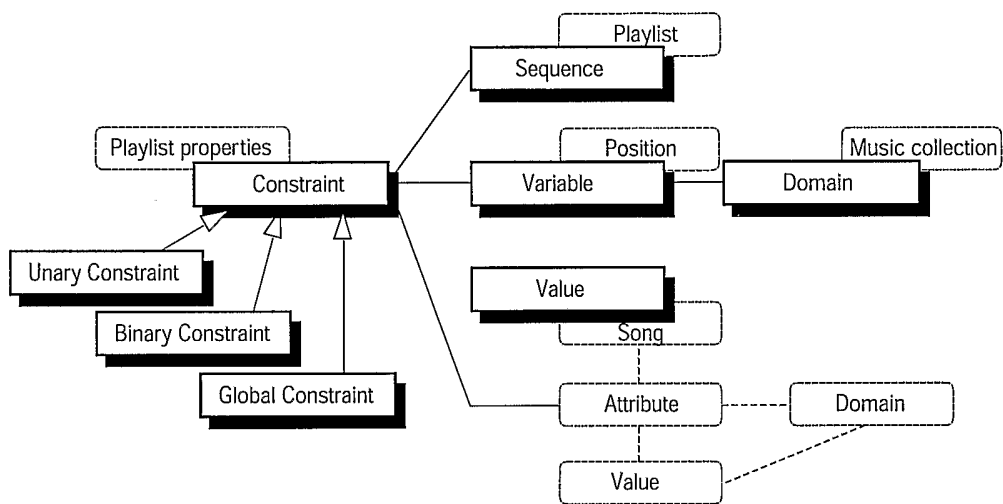 Playlist
Sequence
Playlist properties
Position
Music collection
Constraint
Variable
Domain
Unary Constraint
Value
Binary Constraint
Song
Global Constraint
Attribute
Domain
Value